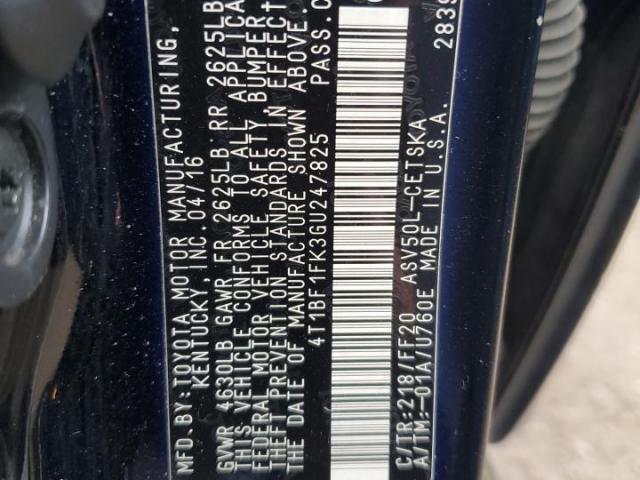 MFD. BY: TOYOTA MOTOR MANUFACTURING,
KENTUCKY, INC. 04/16
GVWR 4630LB GAWR FR 2625LB RR 2625LB
THIS VEHICLE CONFORMS TO ALL APPLICA
FEDERAL MOTOR VEHICLE SAFETY, BUMPER
THEFT PREVENTION STANDARDS IN EFFECT
THE DATE OF MANUFACTURE SHOWN ABOVE
4T1BF1FK3GU247825 PASS.C
2839
C/TR:218/FF20 ASV50L-CETSKA
A/TM:-01A/U760E MADE IN U.S.A.